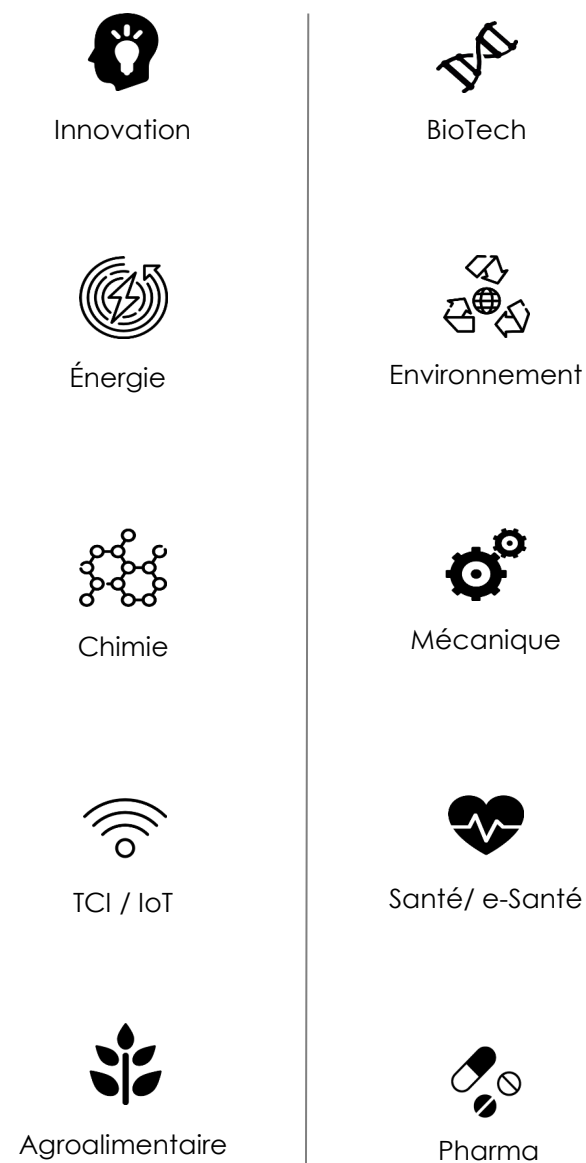 Innovation
BioTech
Énergie
Environnement
Chimie
Mécanique
TCI / IoT
Santé/ e-Santé
Agroalimentaire
Pharma